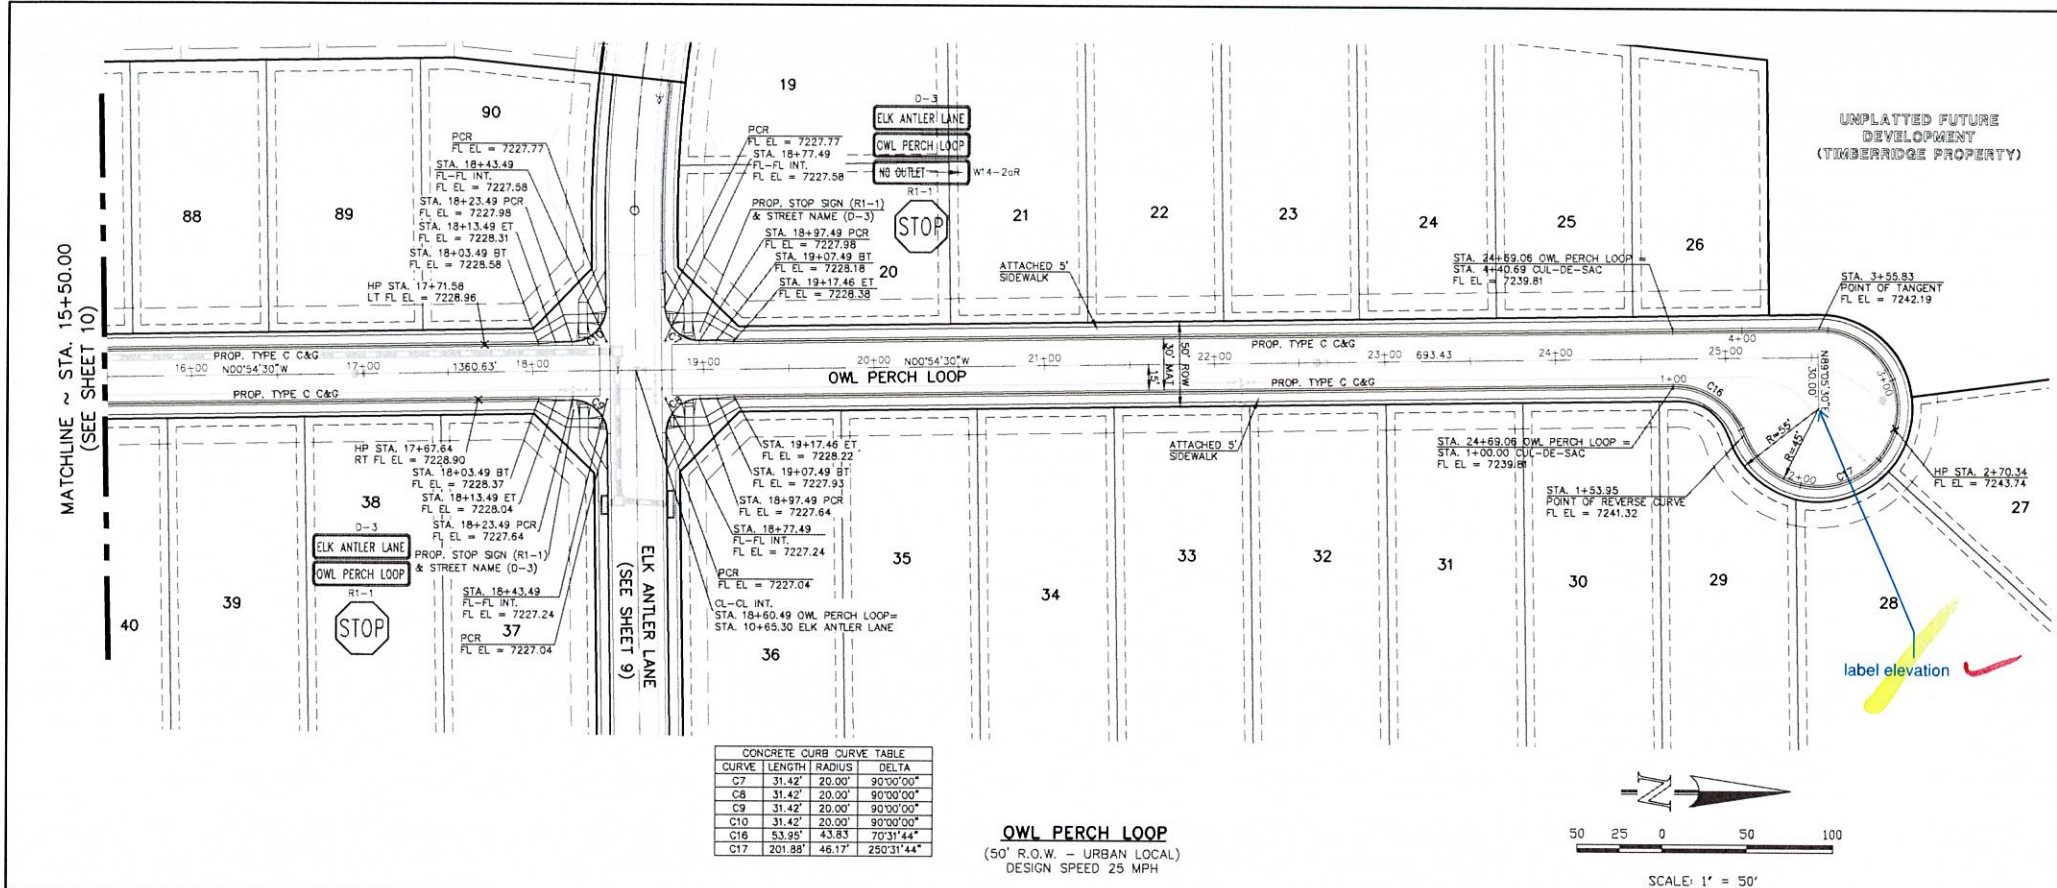 MATCHLINE ~ STA. 15+50.00
(SEE SHEET 10)
88
89
90
PCR
FL EL = 7227.77
STA. 18+43.49
FL-FL INT.
FL EL = 7227.58
STA. 18+23.49 PCR
FL EL = 7227.98
STA. 18+13.49 ET
FL EL = 7228.31
STA. 18+03.49 BT
FL EL = 7228.58
HP STA. 17+71.58
LT FL EL = 7228.96
19
PCR
FL EL = 7227.77
STA. 18+77.49
FL-FL INT.
FL EL = 7227.58
PROP. STOP SIGN (R1-1)
& STREET NAME (D-3)
STA. 18+97.49 PCR
FL EL = 7227.98
STA. 19+07.49 BT
FL EL = 7228.18
STA. 19+17.46 ET
FL EL = 7228.38
D-3
ELK ANTLER LANE
OWL PERCH LOOP
NO OUTLET
W14-2aR
R1-1
STOP
20
21
22
23
24
25
26
ATTACHED 5'
SIDEWALK
STA. 24+69.06 OWL PERCH LOOP =
STA. 4+40.69 CUL-DE-SAC
FL EL = 7239.81
STA. 3+55.83
POINT OF TANGENT
FL EL = 7242.19
UNPLATTED FUTURE
DEVELOPMENT
(TIMBERRIDGE PROPERTY)
PROP. TYPE C C&G
16+00
N00°54'30"W
17+00
1360.63'
18+00
PROP. TYPE C C&G
C7
C8
19+00
20+00
N00°54'30"W
21+00
22+00
23+00
693.43
24+00
25+00
OWL PERCH LOOP
15'
30' MAT
50' ROW
PROP. TYPE C C&G
PROP. TYPE C C&G
4+00
3+00
1+00
2+00
C16
C17
N89°05'30"E
30.00'
R=55'
R=45'
HP STA. 17+67.64
RT FL EL = 7228.90
STA. 18+03.49 BT
FL EL = 7228.37
STA. 18+13.49 ET
FL EL = 7228.04
STA. 18+23.49 PCR
FL EL = 7227.64
PROP. STOP SIGN (R1-1)
& STREET NAME (D-3)
STA. 18+43.49
FL-FL INT.
FL EL = 7227.24
PCR
FL EL = 7227.04
D-3
ELK ANTLER LANE
OWL PERCH LOOP
R1-1
STOP
40
39
38
37
ELK ANTLER LANE
(SEE SHEET 9)
STA. 19+17.46 ET
FL EL = 7228.22
STA. 19+07.49 BT
FL EL = 7227.93
STA. 18+97.49 PCR
FL EL = 7227.64
STA. 18+77.49
FL-FL INT.
FL EL = 7227.24
PCR
FL EL = 7227.04
CL-CL INT.
STA. 18+60.49 OWL PERCH LOOP=
STA. 10+65.30 ELK ANTLER LANE
36
35
34
33
32
31
30
29
28
27
ATTACHED 5'
SIDEWALK
STA. 24+69.06 OWL PERCH LOOP =
STA. 1+00.00 CUL-DE-SAC
FL EL = 7239.81
STA. 1+53.95
POINT OF REVERSE CURVE
FL EL = 7241.32
HP STA. 2+70.34
FL EL = 7243.74
label elevation
CONCRETE CURB CURVE TABLE
CURVE LENGTH RADIUS DELTA
C7 31.42' 20.00' 90°00'00"
C8 31.42' 20.00' 90°00'00"
C9 31.42' 20.00' 90°00'00"
C10 31.42' 20.00' 90°00'00"
C16 53.95' 43.83 70°31'44"
C17 201.88' 46.17' 250°31'44"
OWL PERCH LOOP
(50' R.O.W. - URBAN LOCAL)
DESIGN SPEED 25 MPH
N
50 25 0 50 100
SCALE: 1" = 50'